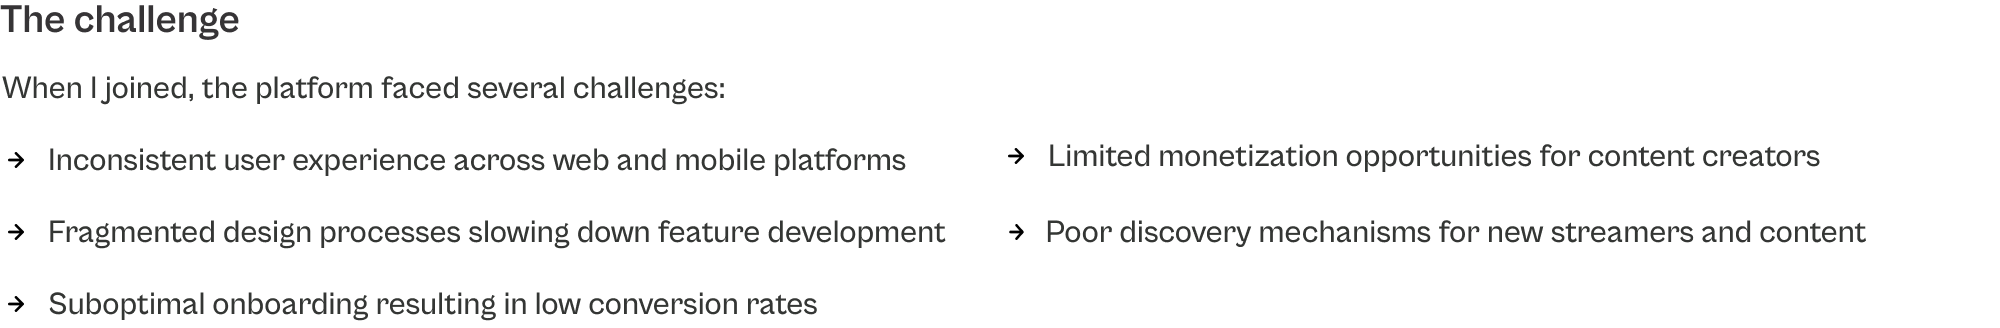 The challenge
When I joined, the platform faced several challenges:
→ Inconsistent user experience across web and mobile platforms
→ Fragmented design processes slowing down feature development
→ Suboptimal onboarding resulting in low conversion rates
→ Limited monetization opportunities for content creators
→ Poor discovery mechanisms for new streamers and content